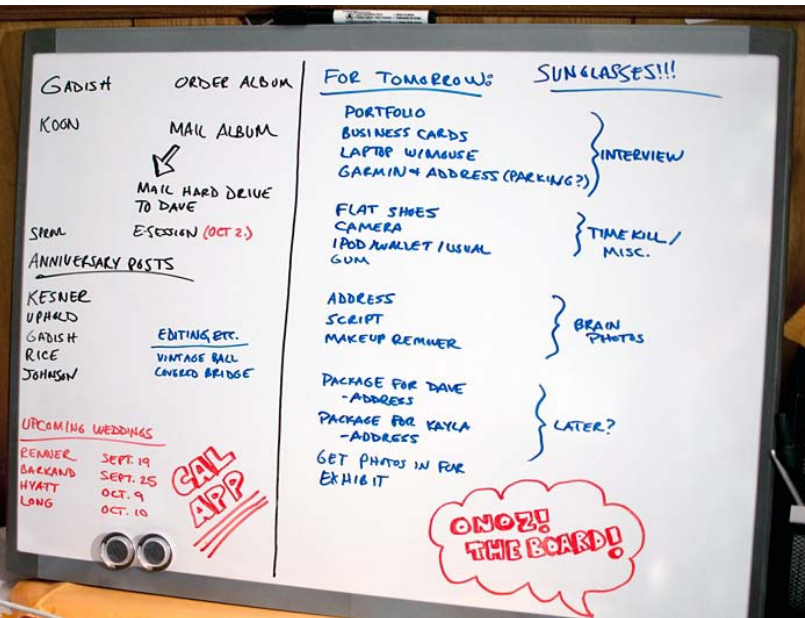 GADISH ORDER ALBUM
KOON MAIL ALBUM
MAIL HARD DRIVE
TO DAVE
E-SESSION (OCT 2.)
ANNIVERSARY POSTS
KESNER
UPHOLD
GADISH
RICE
JOHNSON
EDITING, ETC.
VINTAGE BALL
COVERED BRIDGE
UPCOMING WEDDINGS
RENNER SEPT. 19
BARKAND SEPT. 25
HYATT OCT. 9
LONG OCT. 10
CAL
APP
FOR TOMORROW:
SUNGLASSES!!!
PORTFOLIO
BUSINESS CARDS
LAPTOP W/MOUSE
GARMIN + ADDRESS (PARKING?)
INTERVIEW
FLAT SHOES
CAMERA
IPOD/WALLET/USUAL
GUM
TIME KILL /
MISC.
ADDRESS
SCRIPT
MAKEUP REMOVER
BRAIN
PHOTOS
PACKAGE FOR DAVE
-ADDRESS
PACKAGE FOR KAYLA
-ADDRESS
GET PHOTOS IN FOR
EXHIBIT
LATER?
ONOZ!
THE BOARD!